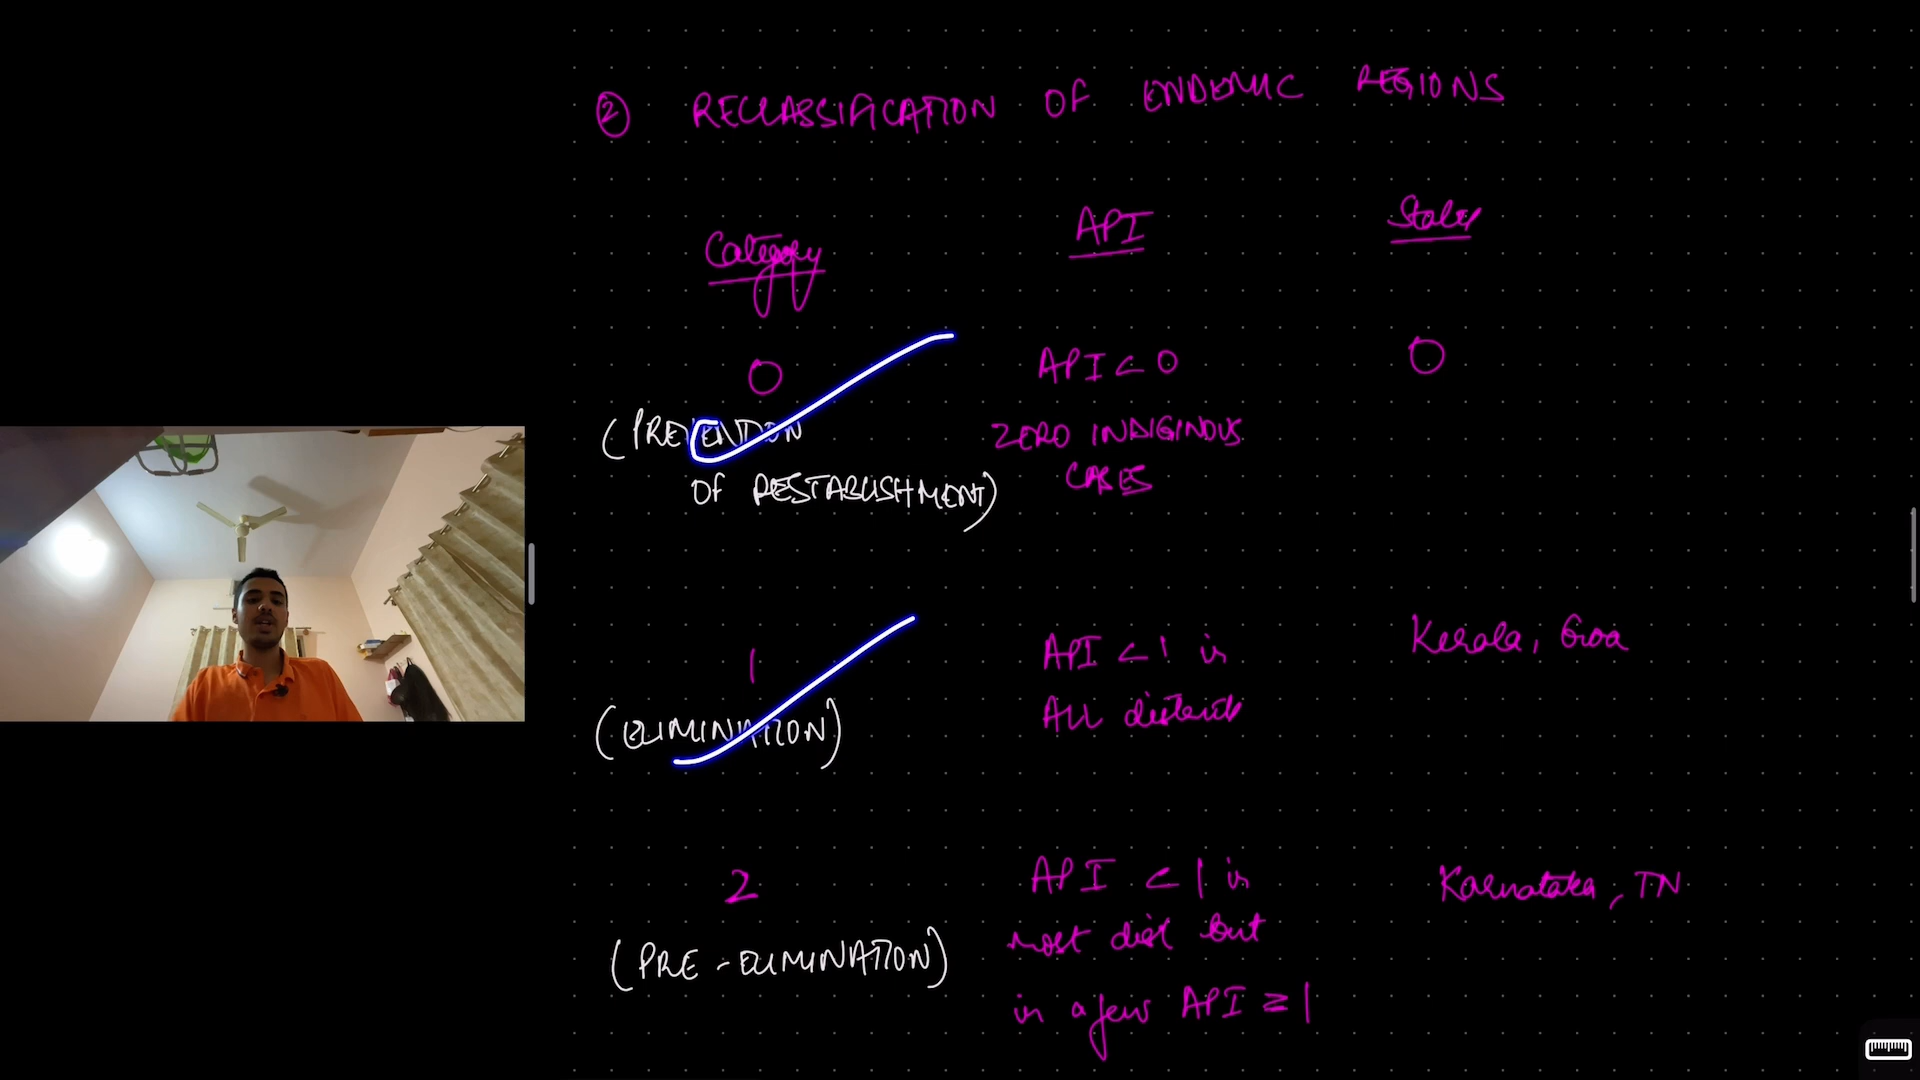 ② RECLASSIFICATION OF ENDEMIC REGIONS
Category API States
0 API < 0 0
(PREVENTION ZERO INDIGINOUS
OF RESTABLISHMENT) CASES
1 API < 1 in Kerala, Goa
(ELIMINATION) ALL districts
2 API < 1 in Karnataka, TN
(PRE-ELIMINATION) most dist but
in a few API ≥ 1